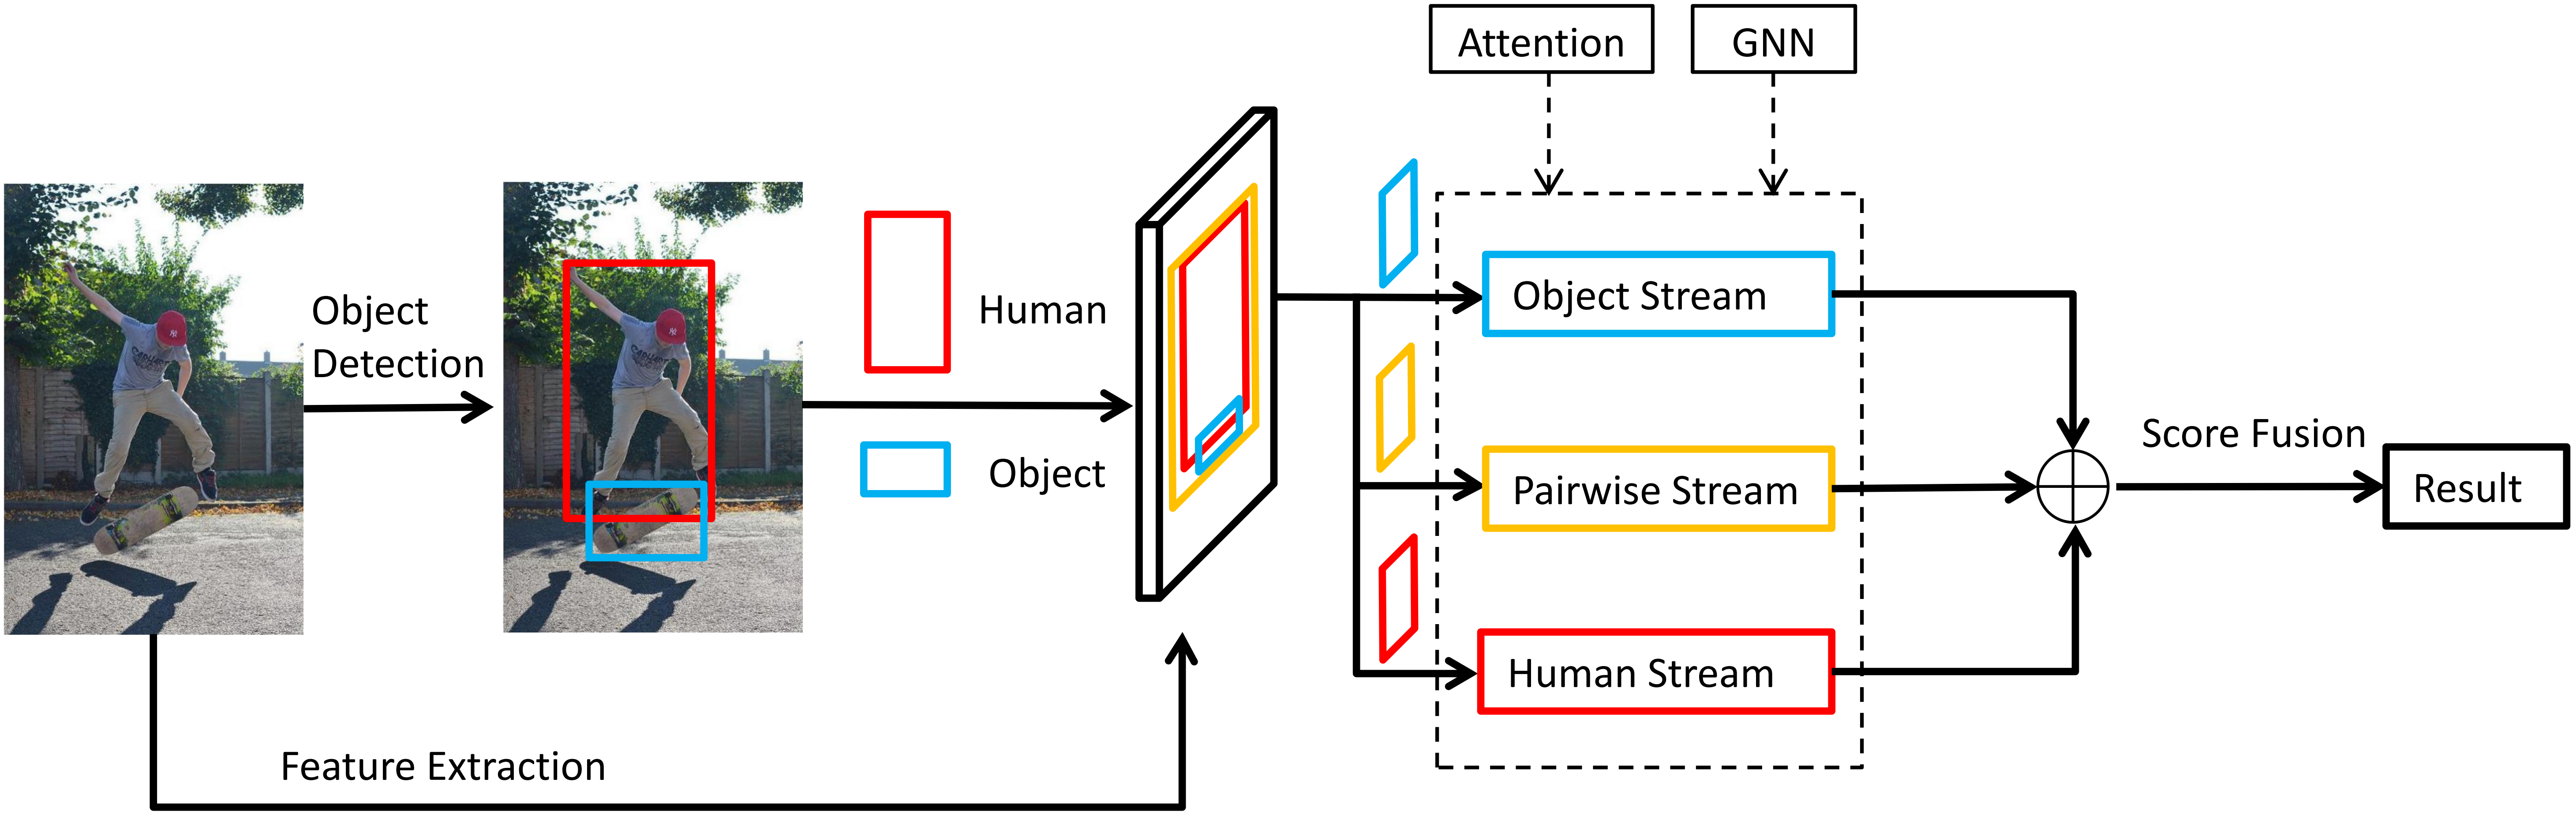 Attention
GNN
Object
Detection
Human
Object
Object Stream
Pairwise Stream
Human Stream
Score Fusion
Result
Feature Extraction